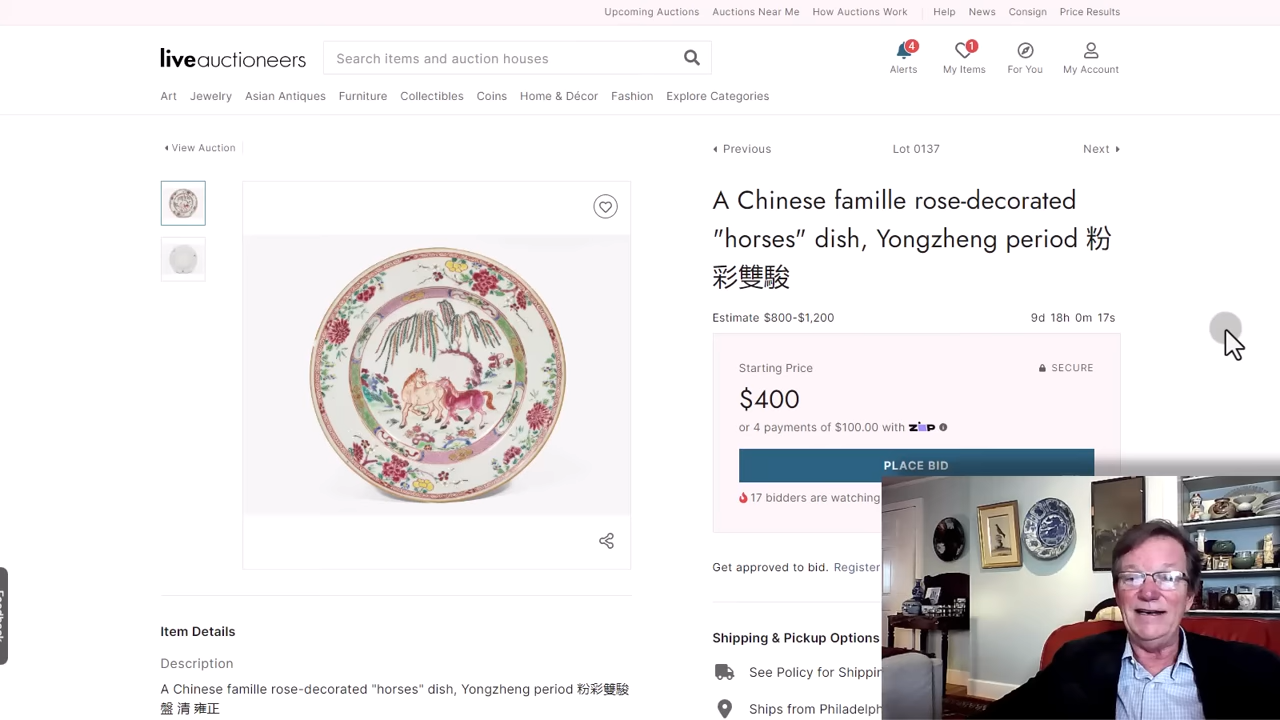 Upcoming Auctions Auctions Near Me How Auctions Work Help News Consign Price Results
liveauctioneers
Search items and auction houses
4
Alerts
1
My Items
For You
My Account
Art Jewelry Asian Antiques Furniture Collectibles Coins Home & Décor Fashion Explore Categories
View Auction
Previous
Lot 0137
Next
A Chinese famille rose-decorated
"horses" dish, Yongzheng period 粉
彩雙駿
Estimate $800-$1,200
9d 18h 0m 17s
Starting Price
SECURE
$400
or 4 payments of $100.00 with zip
PLACE BID
17 bidders are watching
Get approved to bid. Register
Shipping & Pickup Options
See Policy for Shippin
Ships from Philadelph
Item Details
Description
A Chinese famille rose-decorated "horses" dish, Yongzheng period 粉彩雙駿
盤 清 雍正